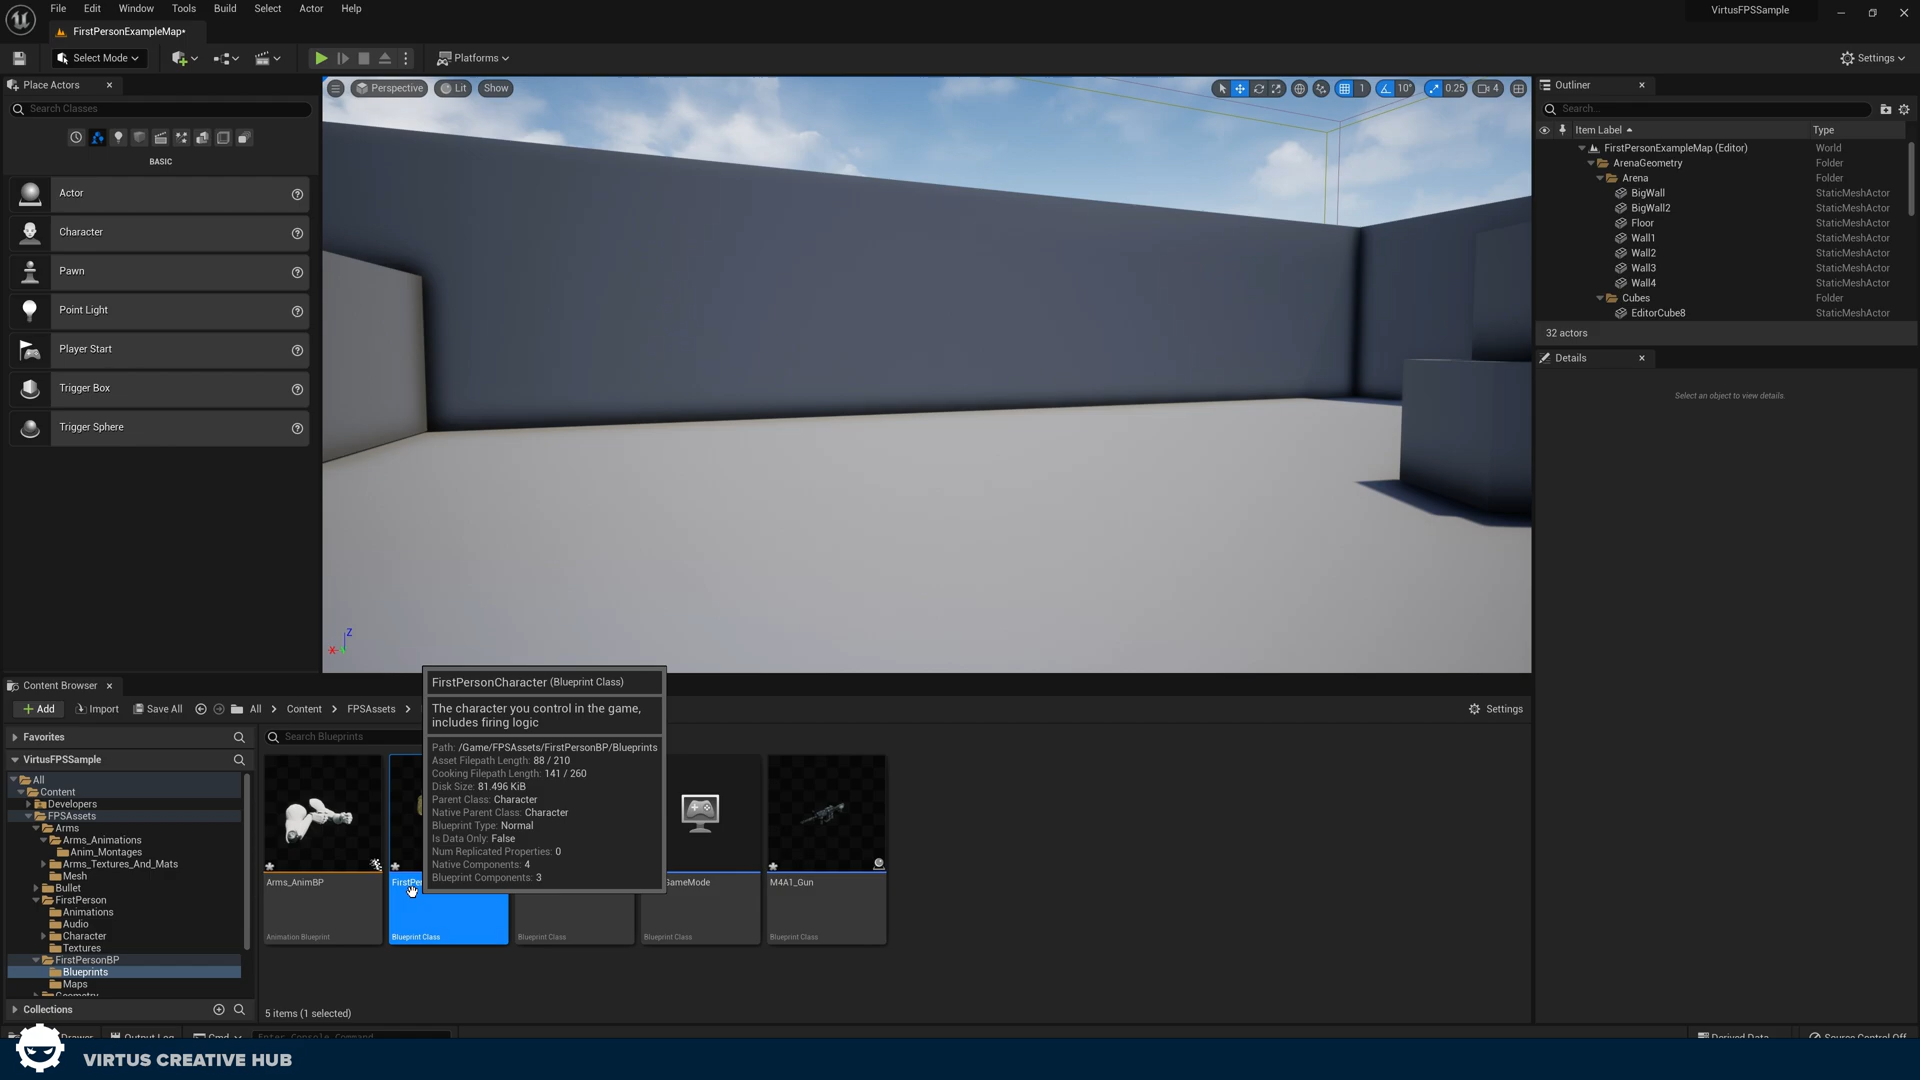 File Edit Window Tools Build Select Actor Help
VirtusFPSSample
FirstPersonExampleMap*
Select Mode
Platforms
Settings
Place Actors
Search Classes
BASIC
Actor
Character
Pawn
Point Light
Player Start
Trigger Box
Trigger Sphere
Perspective Lit Show
1 10° 0.25 4
Z
Outliner
Search...
Item Label Type
FirstPersonExampleMap (Editor) World
ArenaGeometry Folder
Arena Folder
BigWall StaticMeshActor
BigWall2 StaticMeshActor
Floor StaticMeshActor
Wall1 StaticMeshActor
Wall2 StaticMeshActor
Wall3 StaticMeshActor
Wall4 StaticMeshActor
Cubes Folder
EditorCube8 StaticMeshActor
32 actors
Details
Select an object to view details.
Content Browser
Add Import Save All All > Content > FPSAssets >
Settings
Favorites
VirtusFPSSample
All
Content
Developers
FPSAssets
Arms
Arms_Animations
Anim_Montages
Arms_Textures_And_Mats
Mesh
Bullet
FirstPerson
Animations
Audio
Character
Textures
FirstPersonBP
Blueprints
Maps
Geometry
Collections
Search Blueprints
FirstPersonCharacter (Blueprint Class)
The character you control in the game,
includes firing logic
Path: /Game/FPSAssets/FirstPersonBP/Blueprints
Asset Filepath Length: 88 / 210
Cooking Filepath Length: 141 / 260
Disk Size: 81.496 KiB
Parent Class: Character
Native Parent Class: Character
Blueprint Type: Normal
Is Data Only: False
Num Replicated Properties: 0
Native Components: 4
Blueprint Components: 3
Arms_AnimBP
Animation Blueprint
FirstPer
Blueprint Class
Blueprint Class
GameMode
Blueprint Class
M4A1_Gun
Blueprint Class
5 items (1 selected)
Drawer Output Log Cmd Enter Console Command
Derived Data Source Control Off
VIRTUS CREATIVE HUB